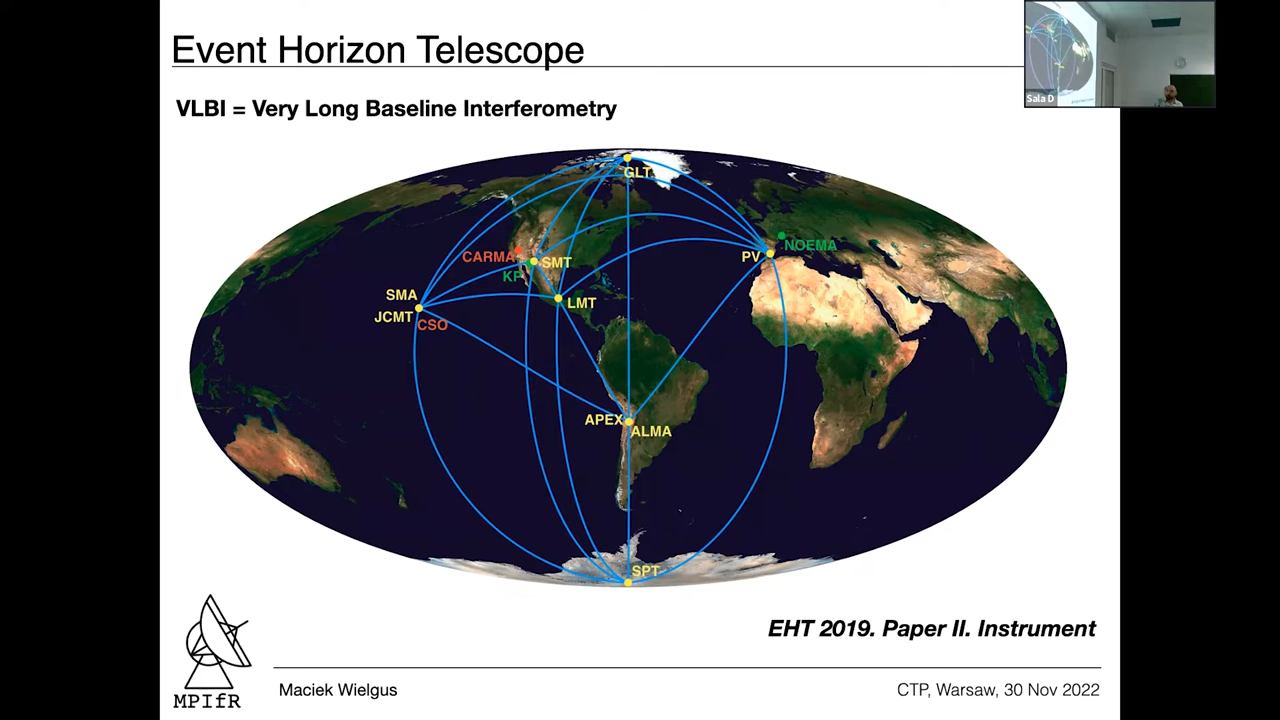 Event Horizon Telescope
Sala D
VLBI = Very Long Baseline Interferometry
GLT
CARMA
SMT
KP
PV
NOEMA
SMA
LMT
JCMT
CSO
APEX
ALMA
SPT
EHT 2019. Paper II. Instrument
MPIfR
Maciek Wielgus
CTP, Warsaw, 30 Nov 2022